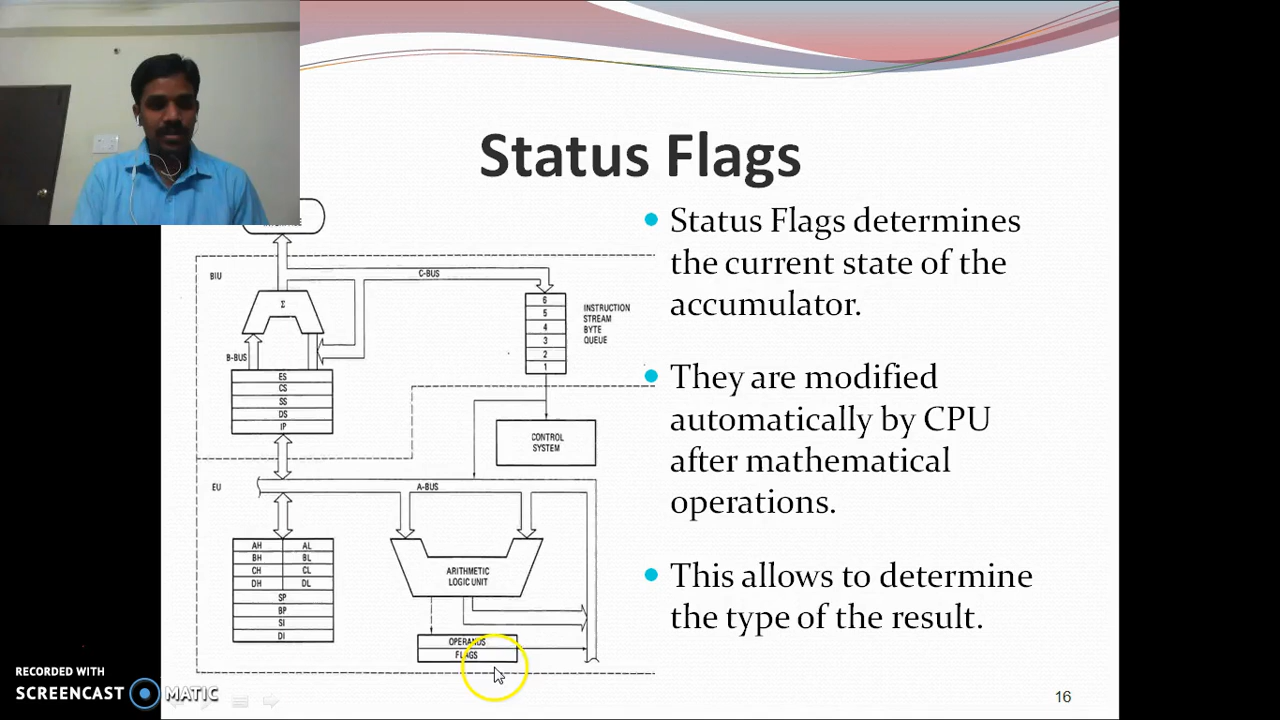 Status Flags
Status Flags determines
the current state of the
accumulator.
They are modified
automatically by CPU
after mathematical
operations.
This allows to determine
the type of the result.
BIU
C-BUS
Σ
6
5
4
3
2
1
INSTRUCTION
STREAM
BYTE
QUEUE
B-BUS
ES
CS
SS
DS
IP
CONTROL
SYSTEM
EU
A-BUS
AH AL
BH BL
CH CL
DH DL
SP
BP
SI
DI
ARITHMETIC
LOGIC UNIT
OPERANDS
FLAGS
RECORDED WITH
SCREENCAST MATIC
16